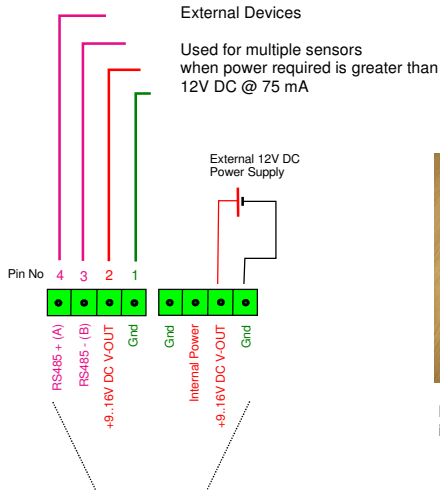 External Devices
Used for multiple sensors
when power required is greater than
12V DC @ 75 mA
External 12V DC
Power Supply
Pin No 4 3 2 1
RS485 + (A)
RS485 - (B)
+9..16V DC V-OUT
Gnd
Gnd
Internal Power
+9..16V DC V-OUT
Gnd